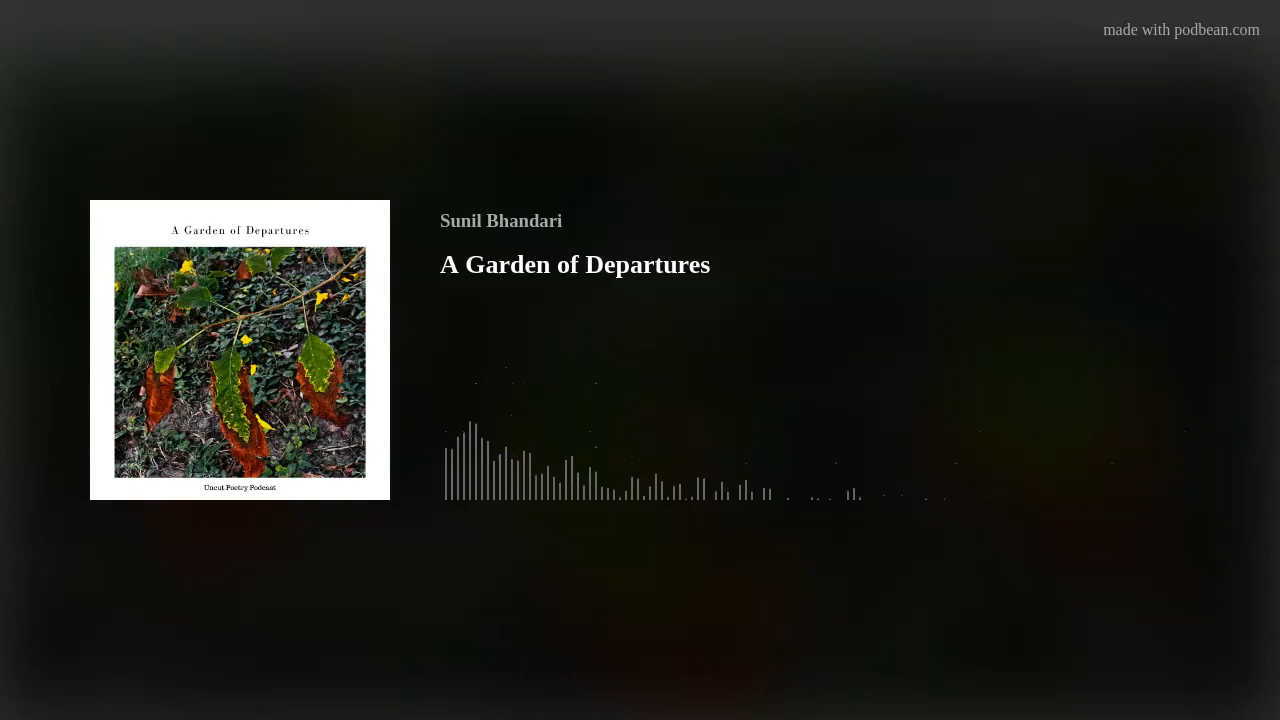 made with podbean.com
A Garden of Departures
Uncut Poetry Podcast
Sunil Bhandari
A Garden of Departures